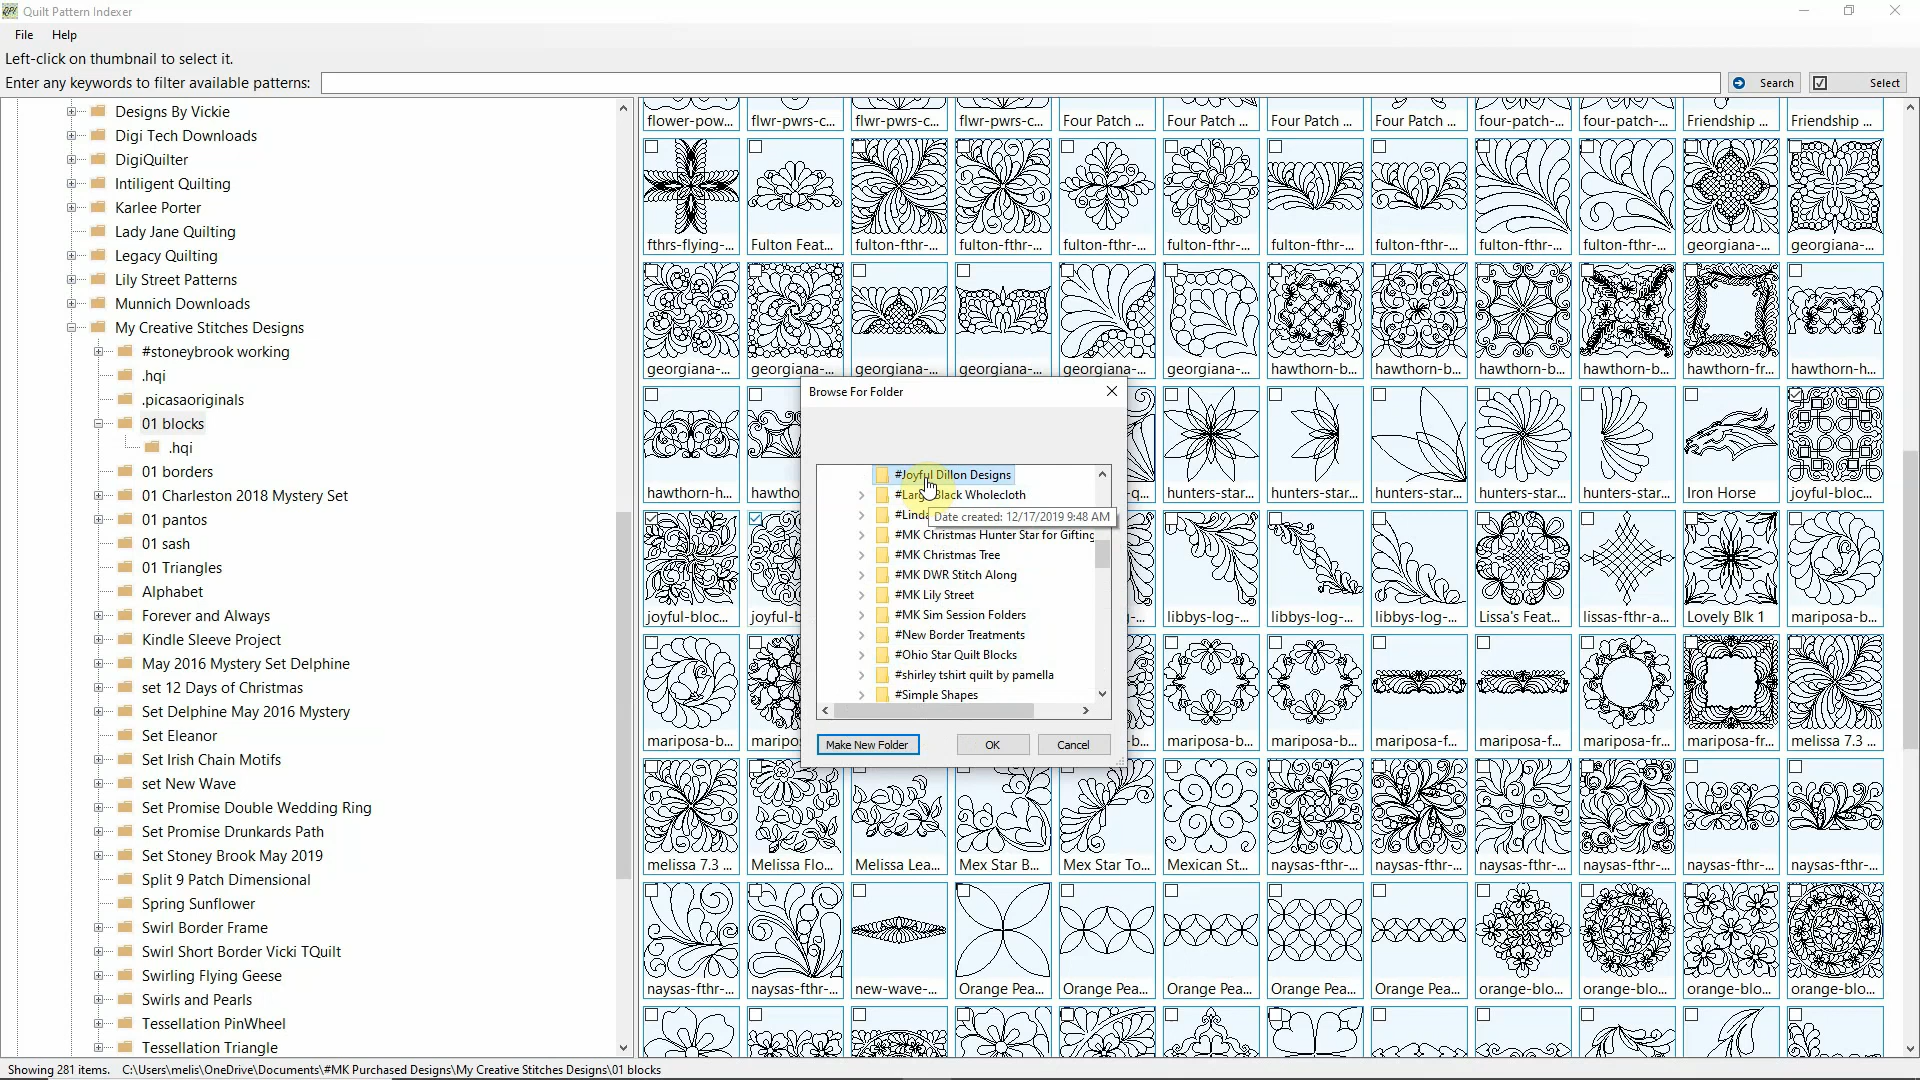 Quilt Pattern Indexer
File Help
Left-click on thumbnail to select it.
Enter any keywords to filter available patterns: Search Select
Designs By Vickie
Digi Tech Downloads
DigiQuilter
Intiligent Quilting
Karlee Porter
Lady Jane Quilting
Legacy Quilting
Lily Street Patterns
Munnich Downloads
My Creative Stitches Designs
#stoneybrook working
.hqi
.picasaoriginals
01 blocks
.hqi
01 borders
01 Charleston 2018 Mystery Set
01 pantos
01 sash
01 Triangles
Alphabet
Forever and Always
Kindle Sleeve Project
May 2016 Mystery Set Delphine
set 12 Days of Christmas
Set Delphine May 2016 Mystery
Set Eleanor
Set Irish Chain Motifs
set New Wave
Set Promise Double Wedding Ring
Set Promise Drunkards Path
Set Stoney Brook May 2019
Split 9 Patch Dimensional
Spring Sunflower
Swirl Border Frame
Swirl Short Border Vicki TQuilt
Swirling Flying Geese
Swirls and Pearls
Tessellation PinWheel
Tessellation Triangle
flower-pow... flwr-pwrs-c... flwr-pwrs-c... flwr-pwrs-c... Four Patch ... Four Patch ... Four Patch ... Four Patch ... four-patch-... four-patch-... Friendship ... Friendship ...
fthrs-flying-... Fulton Feat... fulton-fthr-... fulton-fthr-... fulton-fthr-... fulton-fthr-... fulton-fthr-... fulton-fthr-... fulton-fthr-... fulton-fthr-... georgiana-... georgiana-...
georgiana-... georgiana-... georgiana-... georgiana-... georgiana-... georgiana-... hawthorn-b... hawthorn-b... hawthorn-b... hawthorn-b... hawthorn-fr... hawthorn-h...
hawthorn-h... hawtho hunters-star... hunters-star... hunters-star... hunters-star... hunters-star... Iron Horse joyful-bloc...
joyful-bloc... joyful-b libbys-log-... libbys-log-... libbys-log-... Lissa's Feat... lissas-fthr-a... Lovely Blk 1 mariposa-b...
mariposa-b... maripo mariposa-b... mariposa-b... mariposa-f... mariposa-f... mariposa-fr... mariposa-fr... melissa 7.3 ...
melissa 7.3 ... Melissa Flo... Melissa Lea... Mex Star B... Mex Star To... Mexican St... naysas-fthr-... naysas-fthr-... naysas-fthr-... naysas-fthr-... naysas-fthr-... naysas-fthr-...
naysas-fthr-... naysas-fthr-... new-wave-... Orange Pea... Orange Pea... Orange Pea... Orange Pea... Orange Pea... orange-blo... orange-blo... orange-blo... orange-blo...
Browse For Folder
#Joyful Dillon Designs
Black Wholecloth
Date created: 12/17/2019 9:48 AM
#MK Christmas Hunter Star for Gifting
#MK Christmas Tree
#MK DWR Stitch Along
#MK Lily Street
#MK Sim Session Folders
#New Border Treatments
#Ohio Star Quilt Blocks
#shirley tshirt quilt by pamella
#Simple Shapes
Make New Folder OK Cancel
Showing 281 items. C:\Users\melis\OneDrive\Documents\#MK Purchased Designs\My Creative Stitches Designs\01 blocks